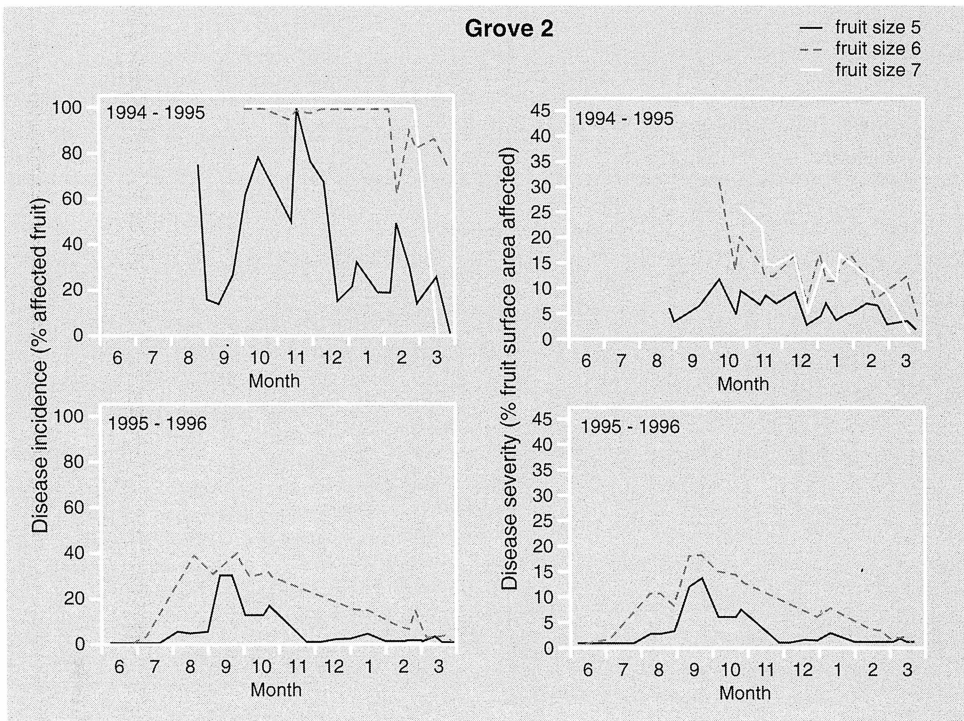 Grove 2
fruit size 5
fruit size 6
fruit size 7
Disease incidence (% affected fruit)
1994 - 1995
100
80
60
40
20
0
6 7 8 9 10 11 12 1 2 3
Month
Disease severity (% fruit surface area affected)
1994 - 1995
45
40
35
30
25
20
15
10
5
0
6 7 8 9 10 11 12 1 2 3
Month
1995 - 1996
100
80
60
40
20
0
6 7 8 9 10 11 12 1 2 3
Month
1995 - 1996
45
40
35
30
25
20
15
10
5
0
6 7 8 9 10 11 12 1 2 3
Month